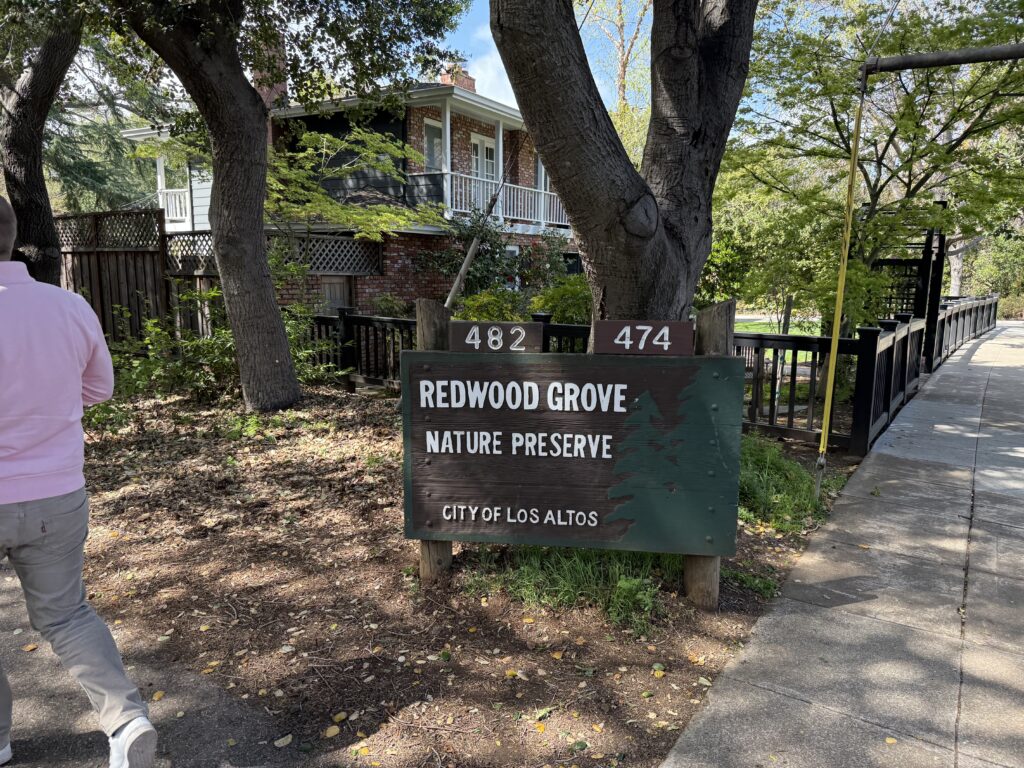 482 474
REDWOOD GROVE
NATURE PRESERVE
CITY OF LOS ALTOS